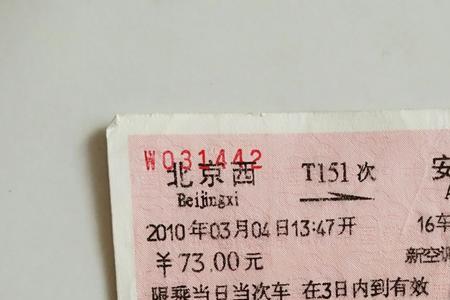 W031442
北京西 T151次 安
Beijingxi
2010年03月04日13:47开 16车
￥73.00元 新空调
限乘当日当次车 在3日内到有效